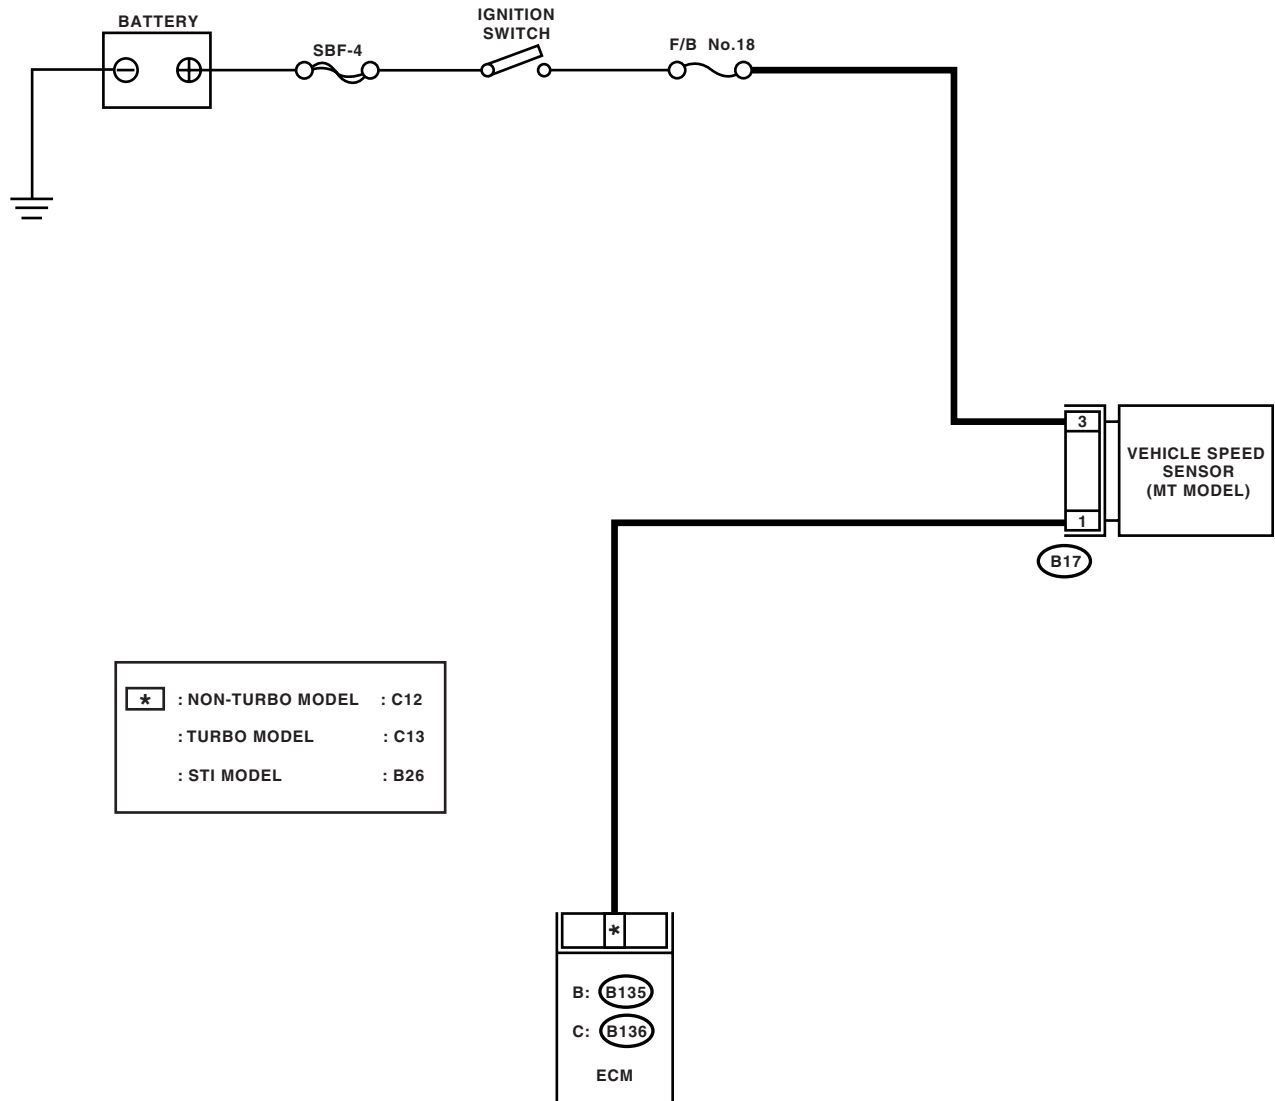 BATTERY
SBF-4
IGNITION
SWITCH
F/B No.18
3
1
VEHICLE SPEED
SENSOR
(MT MODEL)
B17
* : NON-TURBO MODEL : C12
: TURBO MODEL : C13
: STI MODEL : B26
*
B: B135
C: B136
ECM